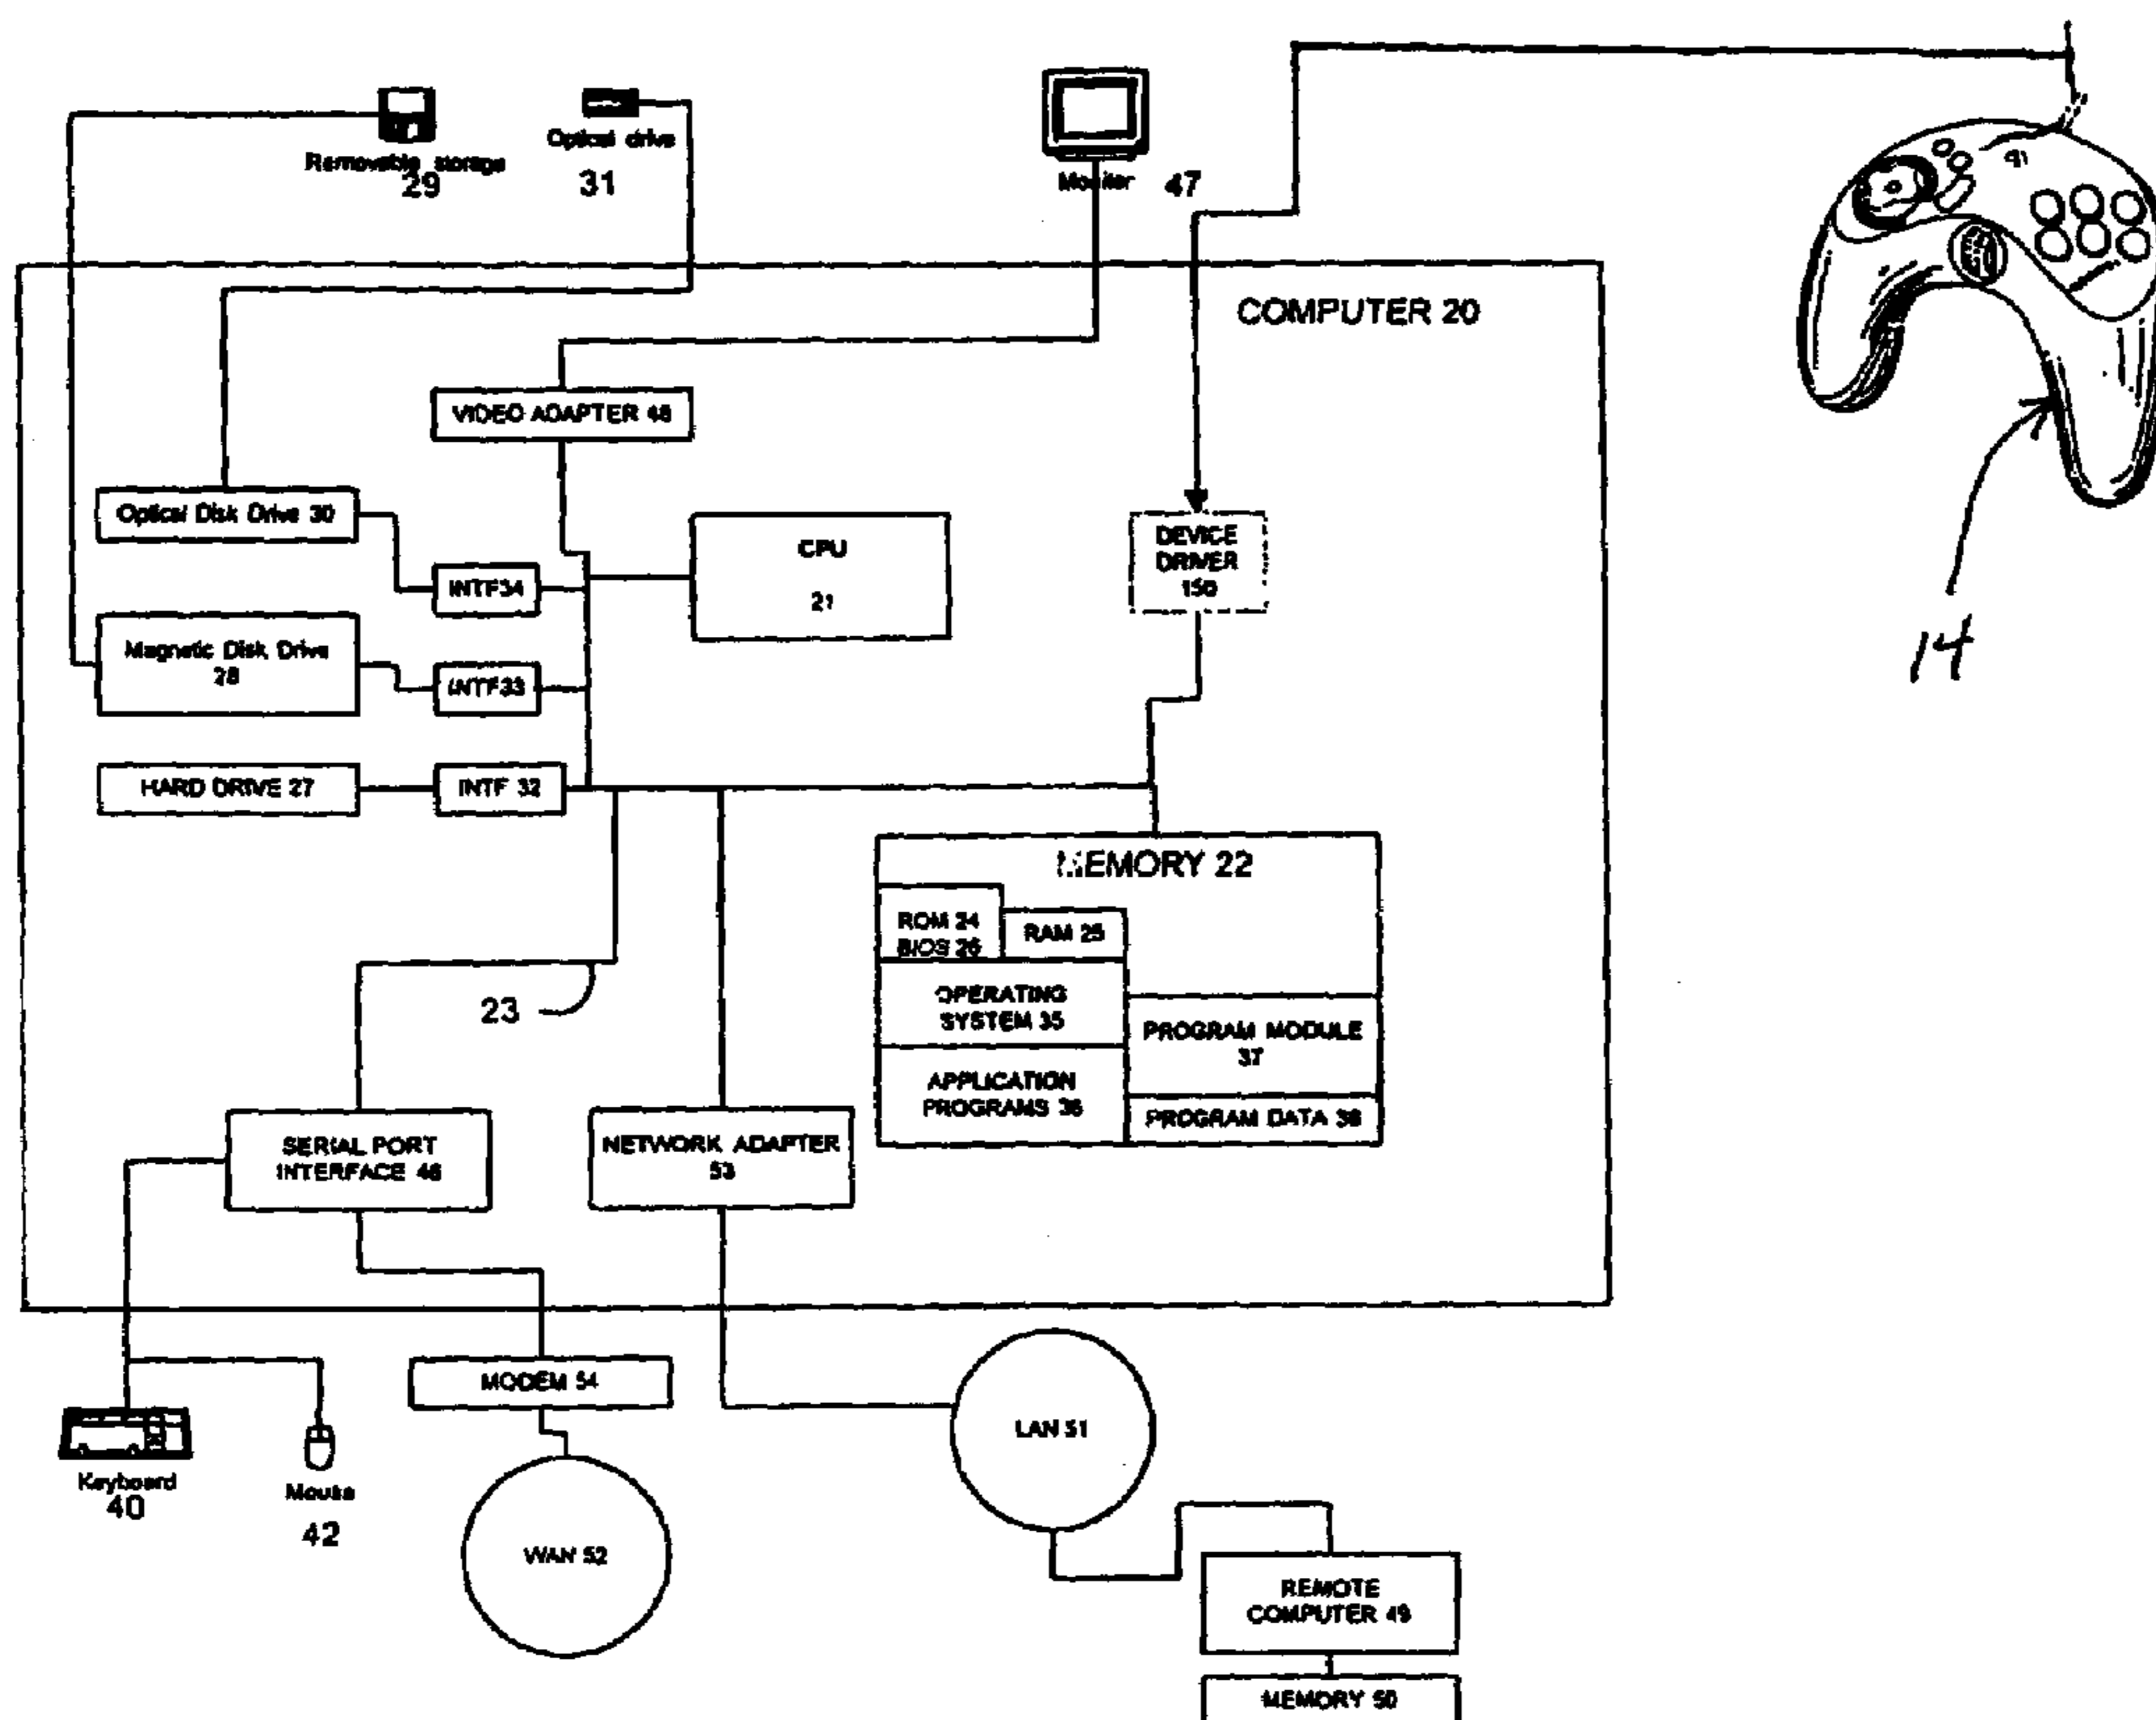 Removable storage
29
Optical drive
31
Monitor 47
COMPUTER 20
VIDEO ADAPTER 48
Optical Disk Drive 30
INTF34
CPU
21
DEVICE
DRIVER
150
14
Magnetic Disk Drive
28
INTF33
HARD DRIVE 27
INTF 32
MEMORY 22
ROM 24
BIOS 26
RAM 25
OPERATING
SYSTEM 35
PROGRAM MODULE
37
APPLICATION
PROGRAMS 36
PROGRAM DATA 38
23
SERIAL PORT
INTERFACE 46
NETWORK ADAPTER
53
MODEM 54
LAN 51
Keyboard
40
Mouse
42
WAN 52
REMOTE
COMPUTER 49
MEMORY 50